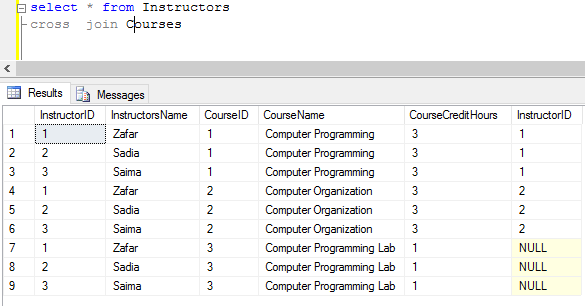 select * from Instructors
cross  join Courses
Results Messages
InstructorID InstructorsName CourseID CourseName CourseCreditHours InstructorID
1 1 Zafar 1 Computer Programming 3 1
2 2 Sadia 1 Computer Programming 3 1
3 3 Saima 1 Computer Programming 3 1
4 1 Zafar 2 Computer Organization 3 2
5 2 Sadia 2 Computer Organization 3 2
6 3 Saima 2 Computer Organization 3 2
7 1 Zafar 3 Computer Programming Lab 1 NULL
8 2 Sadia 3 Computer Programming Lab 1 NULL
9 3 Saima 3 Computer Programming Lab 1 NULL